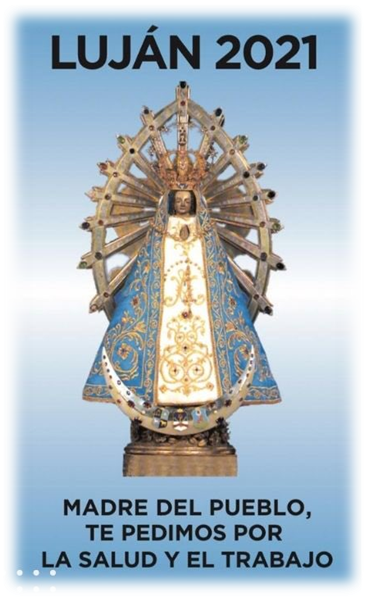 LUJÁN 2021
MADRE DEL PUEBLO,
TE PEDIMOS POR
LA SALUD Y EL TRABAJO